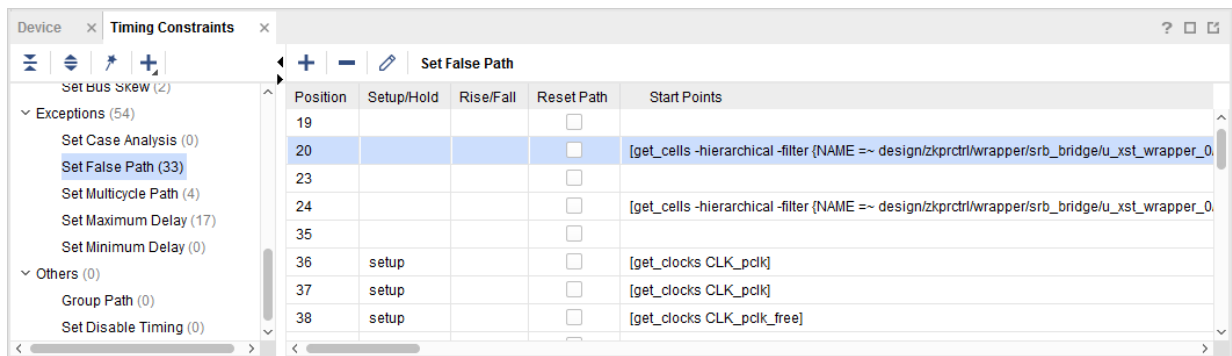 Device × Timing Constraints × ?
Set False Path
Set Bus Skew (2)
Exceptions (54)
Set Case Analysis (0)
Set False Path (33)
Set Multicycle Path (4)
Set Maximum Delay (17)
Set Minimum Delay (0)
Others (0)
Group Path (0)
Set Disable Timing (0)
Position Setup/Hold Rise/Fall Reset Path Start Points
19
20 [get_cells -hierarchical -filter {NAME =~ design/zkprctrl/wrapper/srb_bridge/u_xst_wrapper_0/
23
24 [get_cells -hierarchical -filter {NAME =~ design/zkprctrl/wrapper/srb_bridge/u_xst_wrapper_0/
35
36 setup [get_clocks CLK_pclk]
37 setup [get_clocks CLK_pclk]
38 setup [get_clocks CLK_pclk_free]